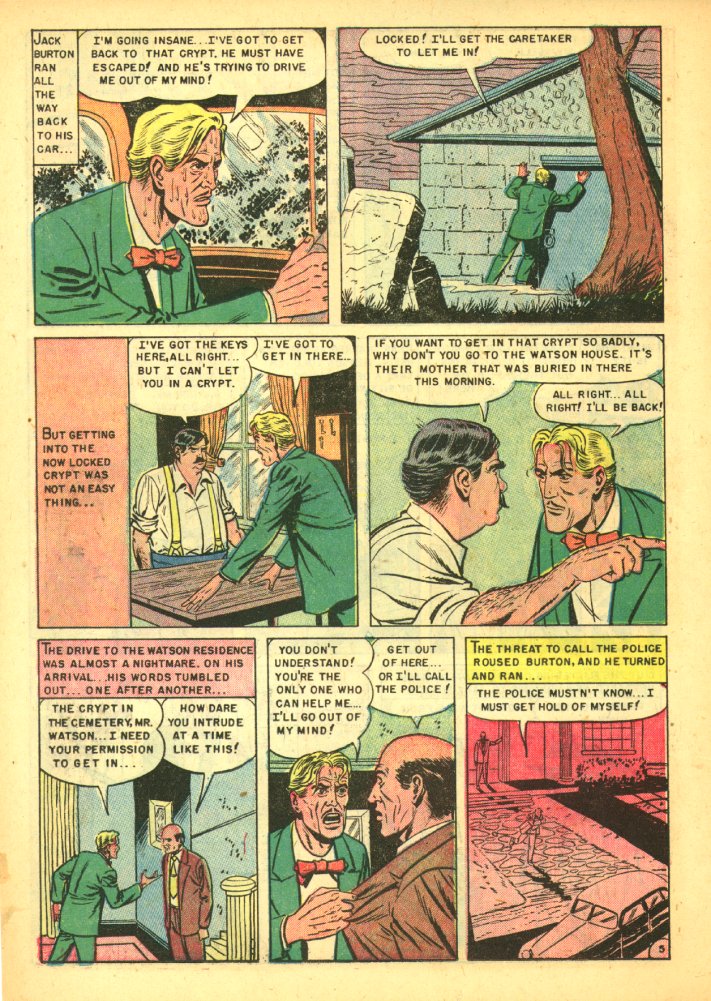 JACK
BURTON
RAN
ALL
THE
WAY
BACK
TO HIS
CAR...
I'M GOING INSANE...I'VE GOT TO GET
BACK TO THAT CRYPT. HE MUST HAVE
ESCAPED! AND HE'S TRYING TO DRIVE
ME OUT OF MY MIND!
LOCKED! I'LL GET THE CARETAKER
TO LET ME IN!
BUT GETTING
INTO THE
NOW LOCKED
CRYPT WAS
NOT AN EASY
THING...
I'VE GOT THE KEYS
HERE, ALL RIGHT...
BUT I CAN'T LET
YOU IN A CRYPT.
I'VE GOT TO
GET IN THERE...
IF YOU WANT TO GET IN THAT CRYPT SO BADLY,
WHY DON'T YOU GO TO THE WATSON HOUSE. IT'S
THEIR MOTHER THAT WAS BURIED IN THERE
THIS MORNING.
ALL RIGHT... ALL
RIGHT! I'LL BE BACK!
THE DRIVE TO THE WATSON RESIDENCE
WAS ALMOST A NIGHTMARE. ON HIS
ARRIVAL... HIS WORDS TUMBLED
OUT... ONE AFTER ANOTHER...
THE CRYPT IN
THE CEMETERY, MR.
WATSON...I NEED
YOUR PERMISSION
TO GET IN...
HOW DARE
YOU INTRUDE
AT A TIME
LIKE THIS!
YOU DON'T
UNDERSTAND!
YOU'RE THE
ONLY ONE WHO
CAN HELP ME...
I'LL GO OUT OF
MY MIND!
GET OUT
OF HERE...
OR I'LL CALL
THE POLICE!
THE THREAT TO CALL THE POLICE
ROUSED BURTON, AND HE TURNED
AND RAN...
THE POLICE MUSTN'T KNOW...I
MUST GET HOLD OF MYSELF!
5